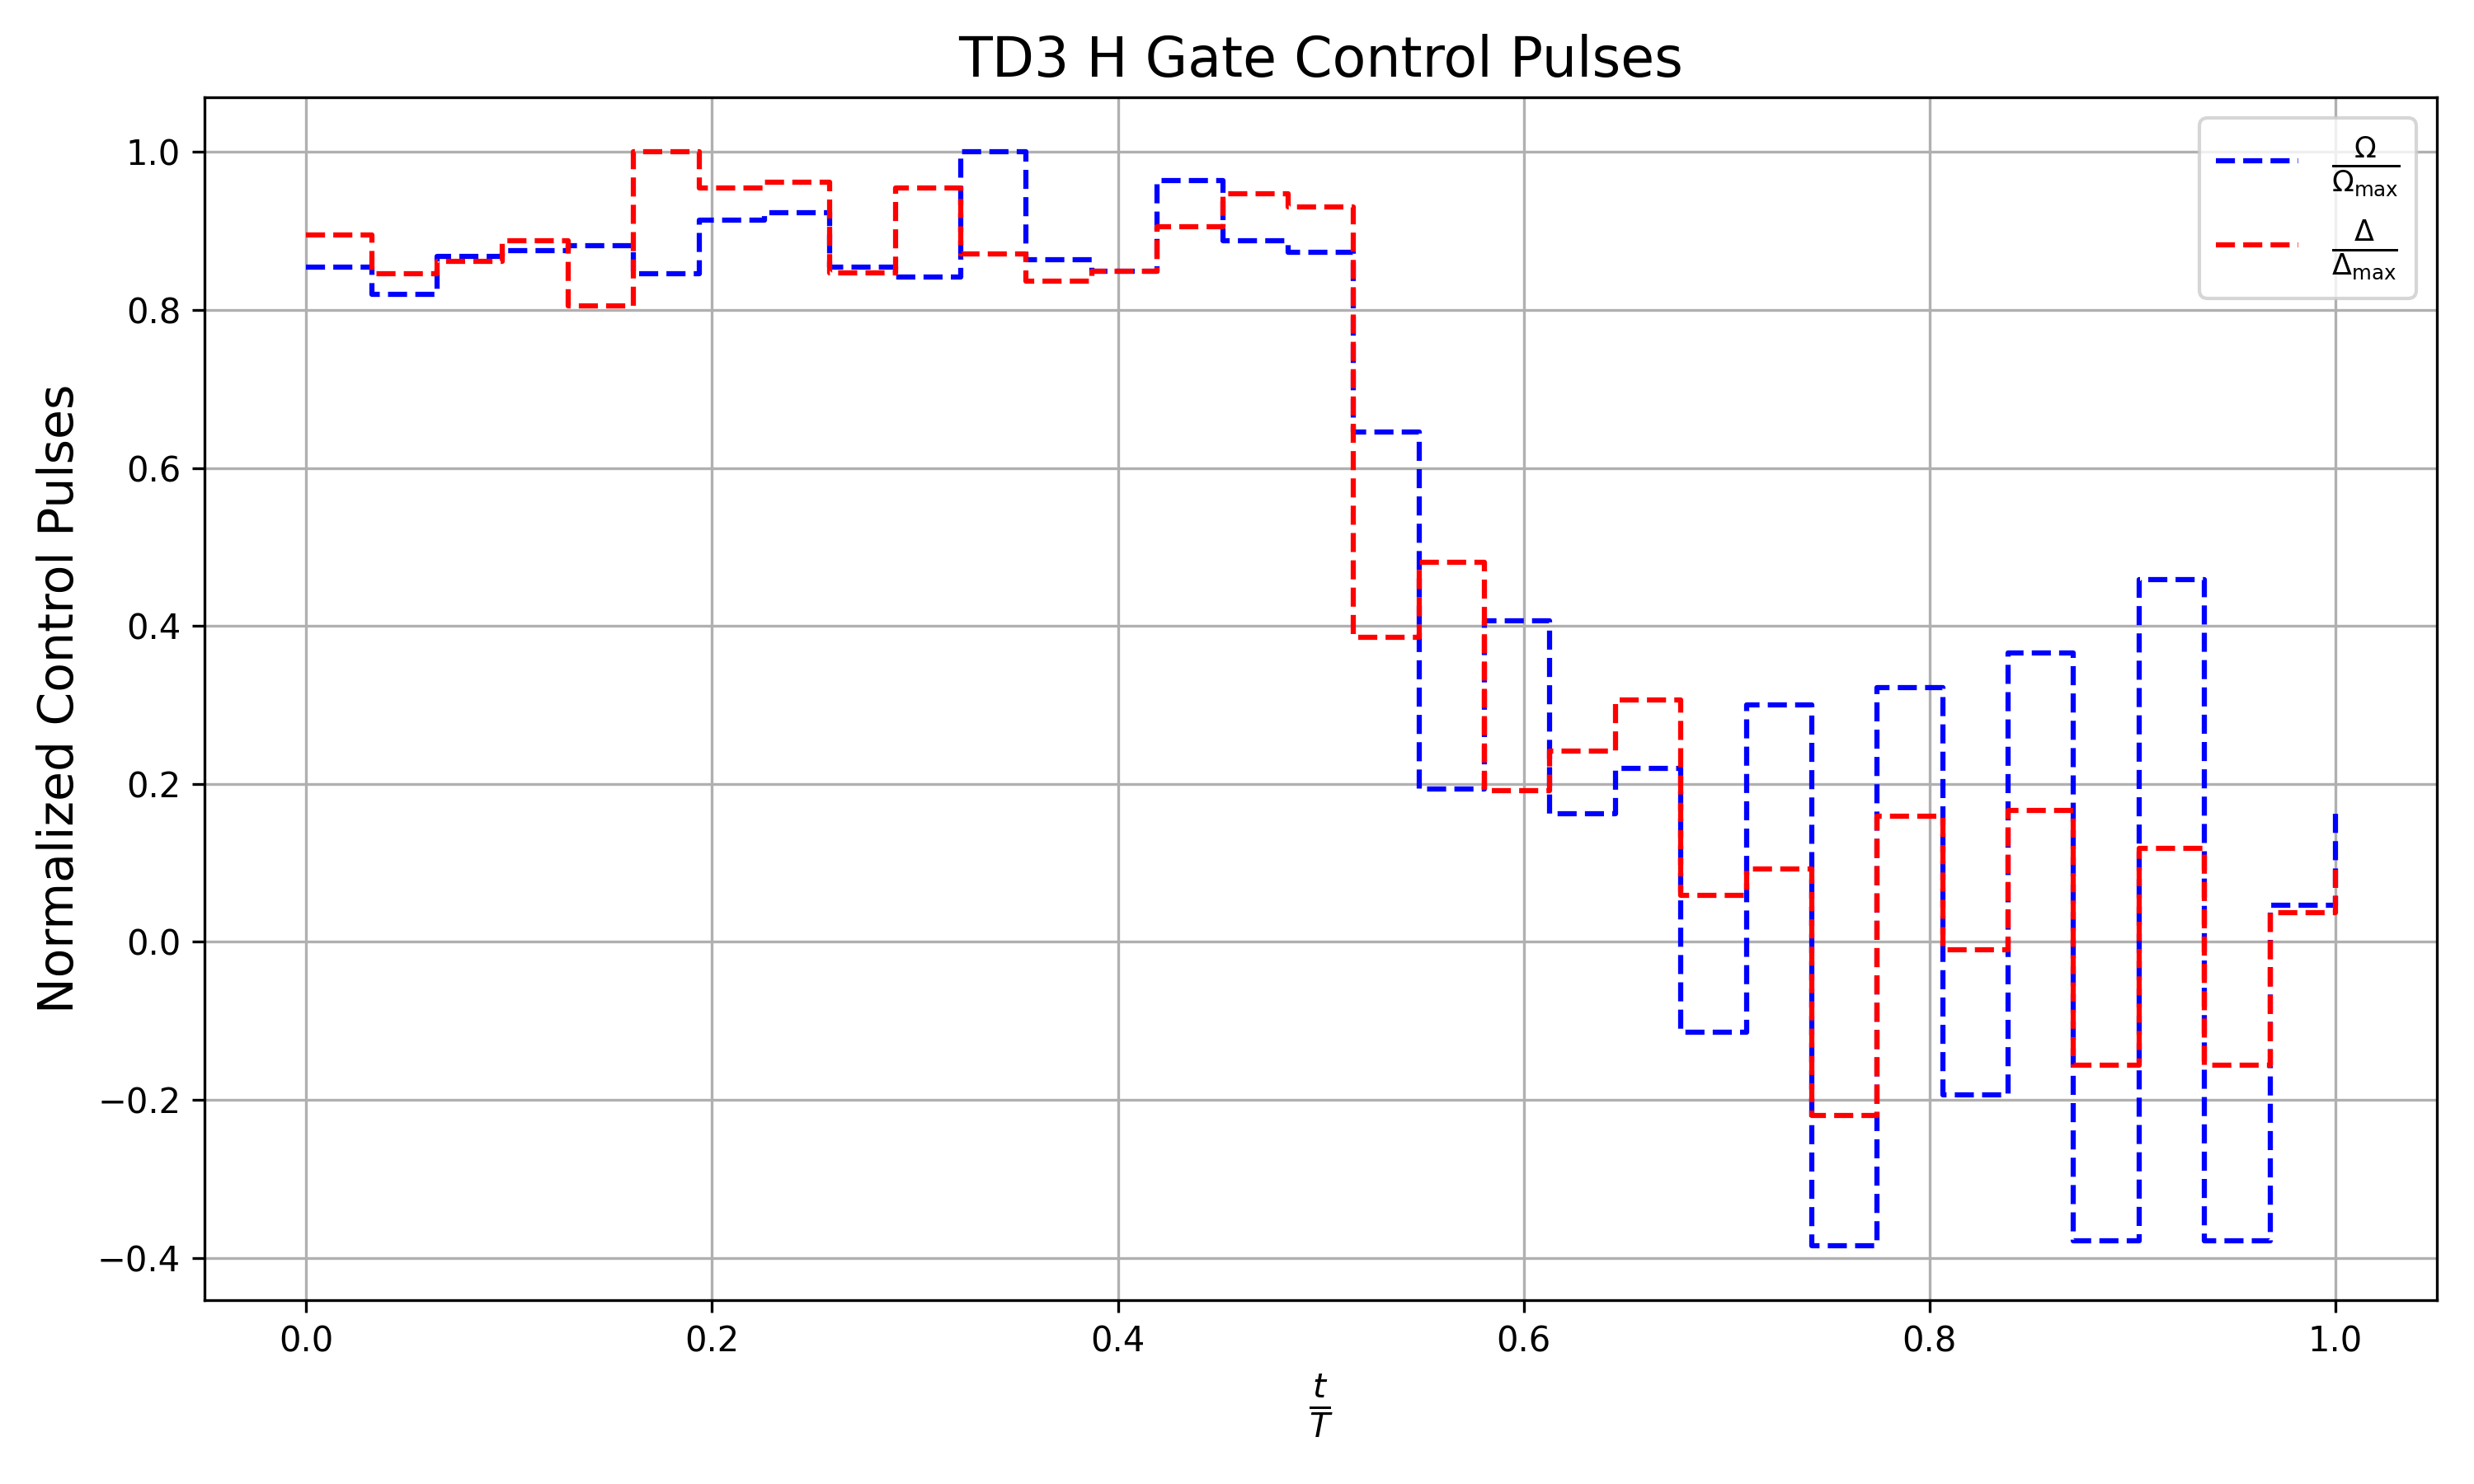 TD3 H Gate Control Pulses
Normalized Control Pulses
1.0
0.8
0.6
0.4
0.2
0.0
−0.2
−0.4
Ω
Ωmax
Δ
Δmax
0.0 0.2 0.4 0.6 0.8 1.0
t
T